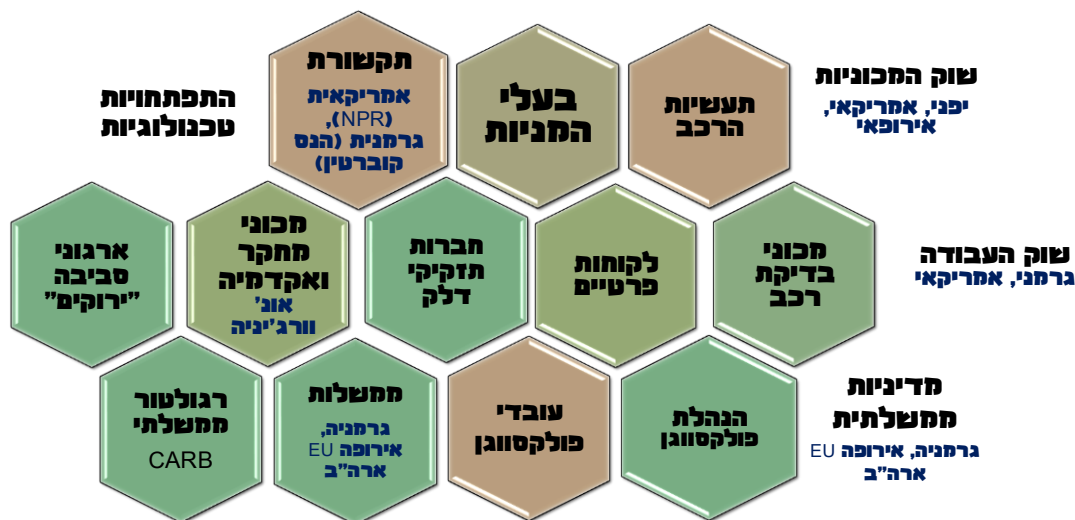 שוק המכוניות
יפני, אמריקאי,
אירופאי
תעשיות
הרכב
בעלי
המניות
תקשורת
אמריקאית
(NPR),
גרמנית (הנס
קוברטין)
התפתחויות
טכנולוגיות
שוק העבודה
גרמני, אמריקאי
מכוני
בדיקת
רכב
לקוחות
פרטיים
חברות
תזקיקי
דלק
מכוני
מחקר
ואקדמיה
אונ'
וורג'יניה
ארגוני
סביבה
"ירוקים"
מדיניות
ממשלתית
גרמניה, אירופה EU
ארה"ב
הנהלת
פולקסווגן
עובדי
פולקסווגן
ממשלות
גרמניה,
אירופה EU
ארה"ב
רגולטור
ממשלתי
CARB